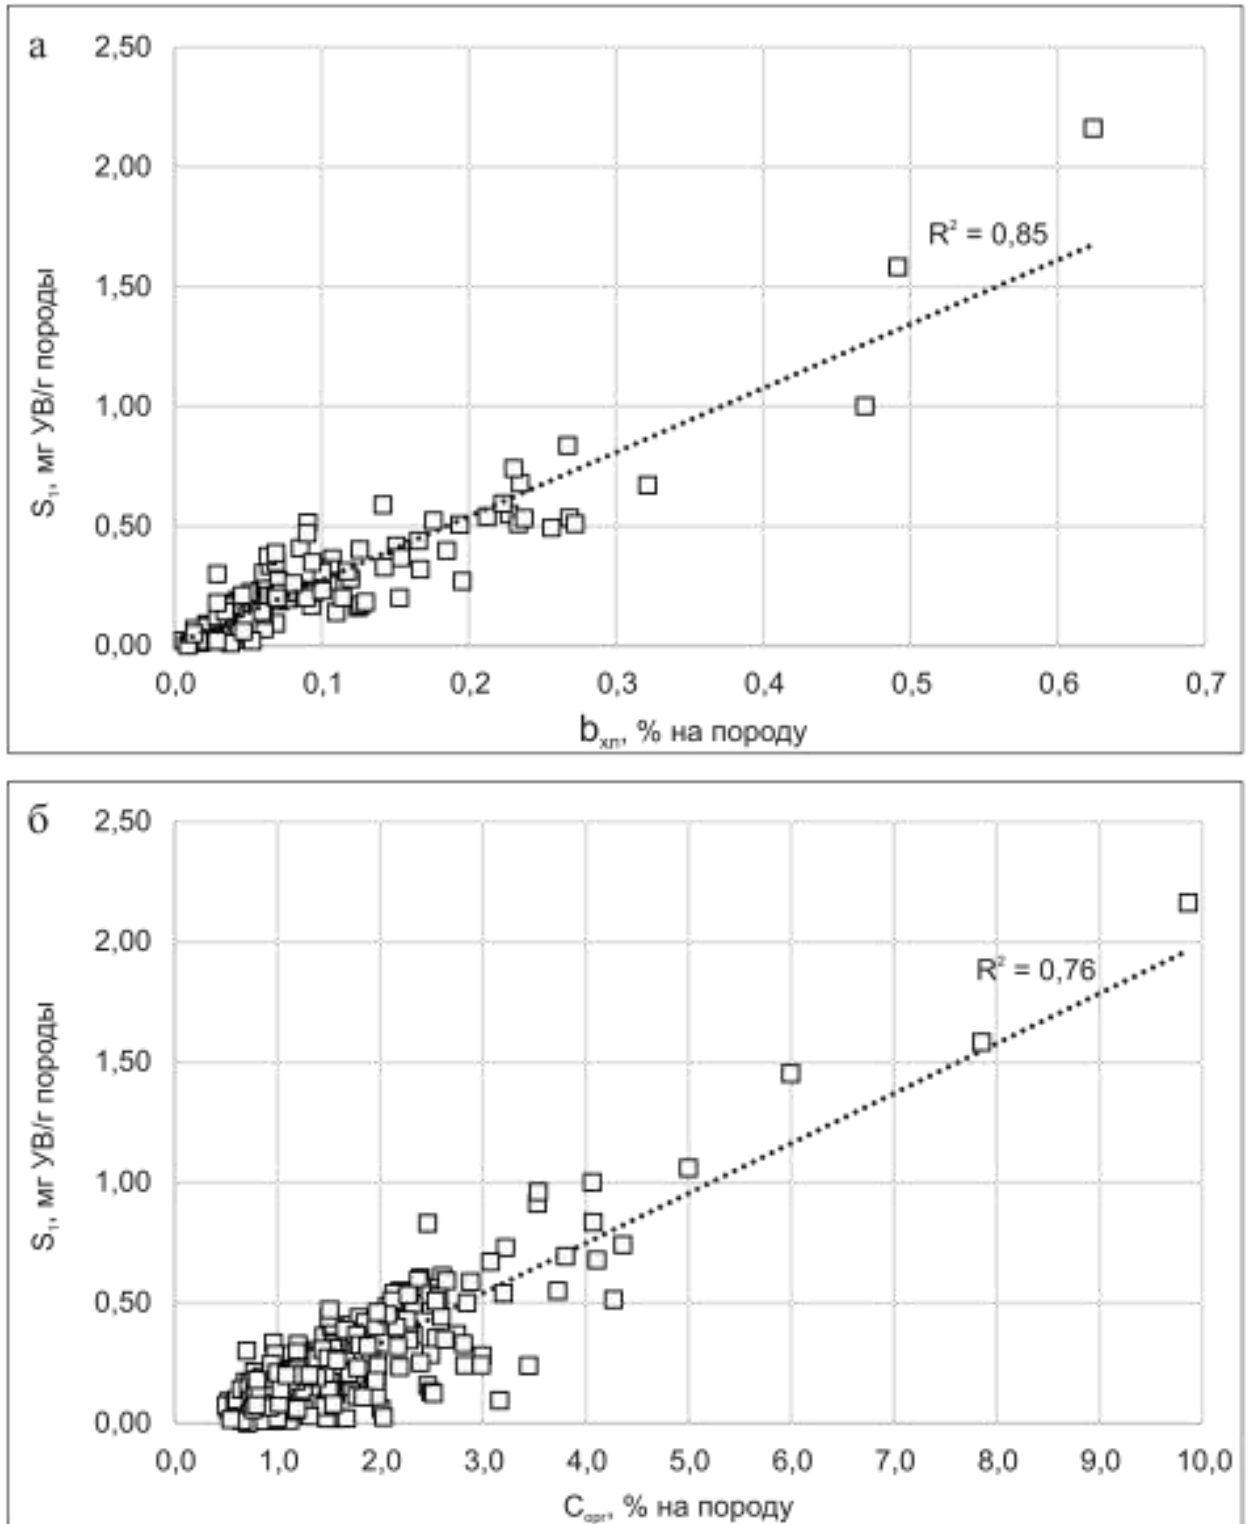 а
2,50
2,00
1,50
1,00
0,50
0,00
S₁, мг УВ/г породы
R² = 0,85
0,0 0,1 0,2 0,3 0,4 0,5 0,6 0,7
bхл, % на породу
б
2,50
2,00
1,50
1,00
0,50
0,00
S₁, мг УВ/г породы
R² = 0,76
0,0 1,0 2,0 3,0 4,0 5,0 6,0 7,0 8,0 9,0 10,0
Cорг, % на породу